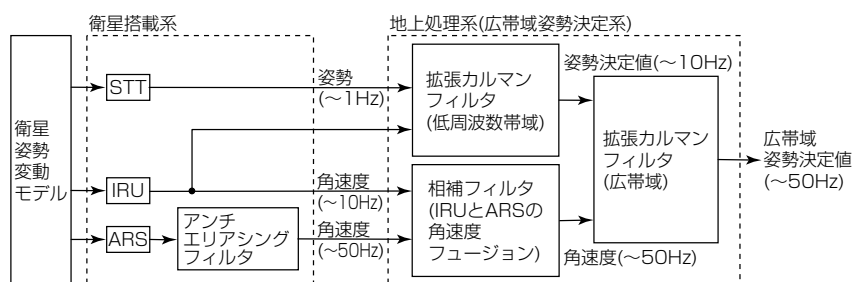 衛星搭載系
地上処理系(広帯域姿勢決定系)
衛星
姿勢
変動
モデル
STT
姿勢
(～1Hz)
拡張カルマン
フィルタ
(低周波数帯域)
姿勢決定値(～10Hz)
IRU
角速度
(～10Hz)
ARS
アンチ
エリアシング
フィルタ
角速度
(～50Hz)
相補フィルタ
(IRUとARSの
角速度
フュージョン)
角速度(～50Hz)
拡張カルマン
フィルタ
(広帯域)
広帯域
姿勢決定値
(～50Hz)